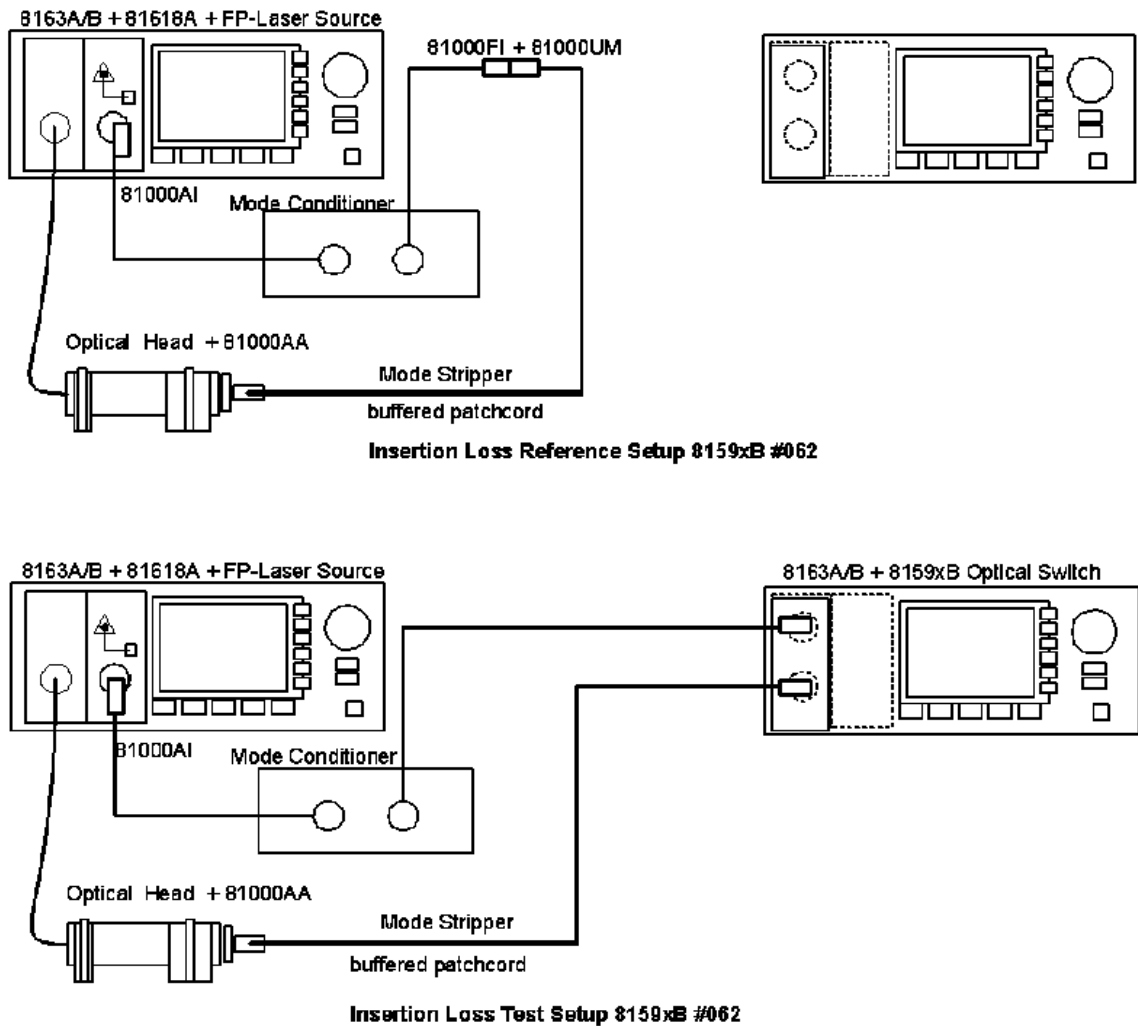 8163A/B + 81618A + FP-Laser Source
81000FI + 81000UM
81000AI
Mode Conditioner
Optical Head + 81000AA
Mode Stripper
buffered patchcord
Insertion Loss Reference Setup 8159xB #062
8163A/B + 81618A + FP-Laser Source
8163A/B + 8159xB Optical Switch
81000AI
Mode Conditioner
Optical Head + 81000AA
Mode Stripper
buffered patchcord
Insertion Loss Test Setup 8159xB #062